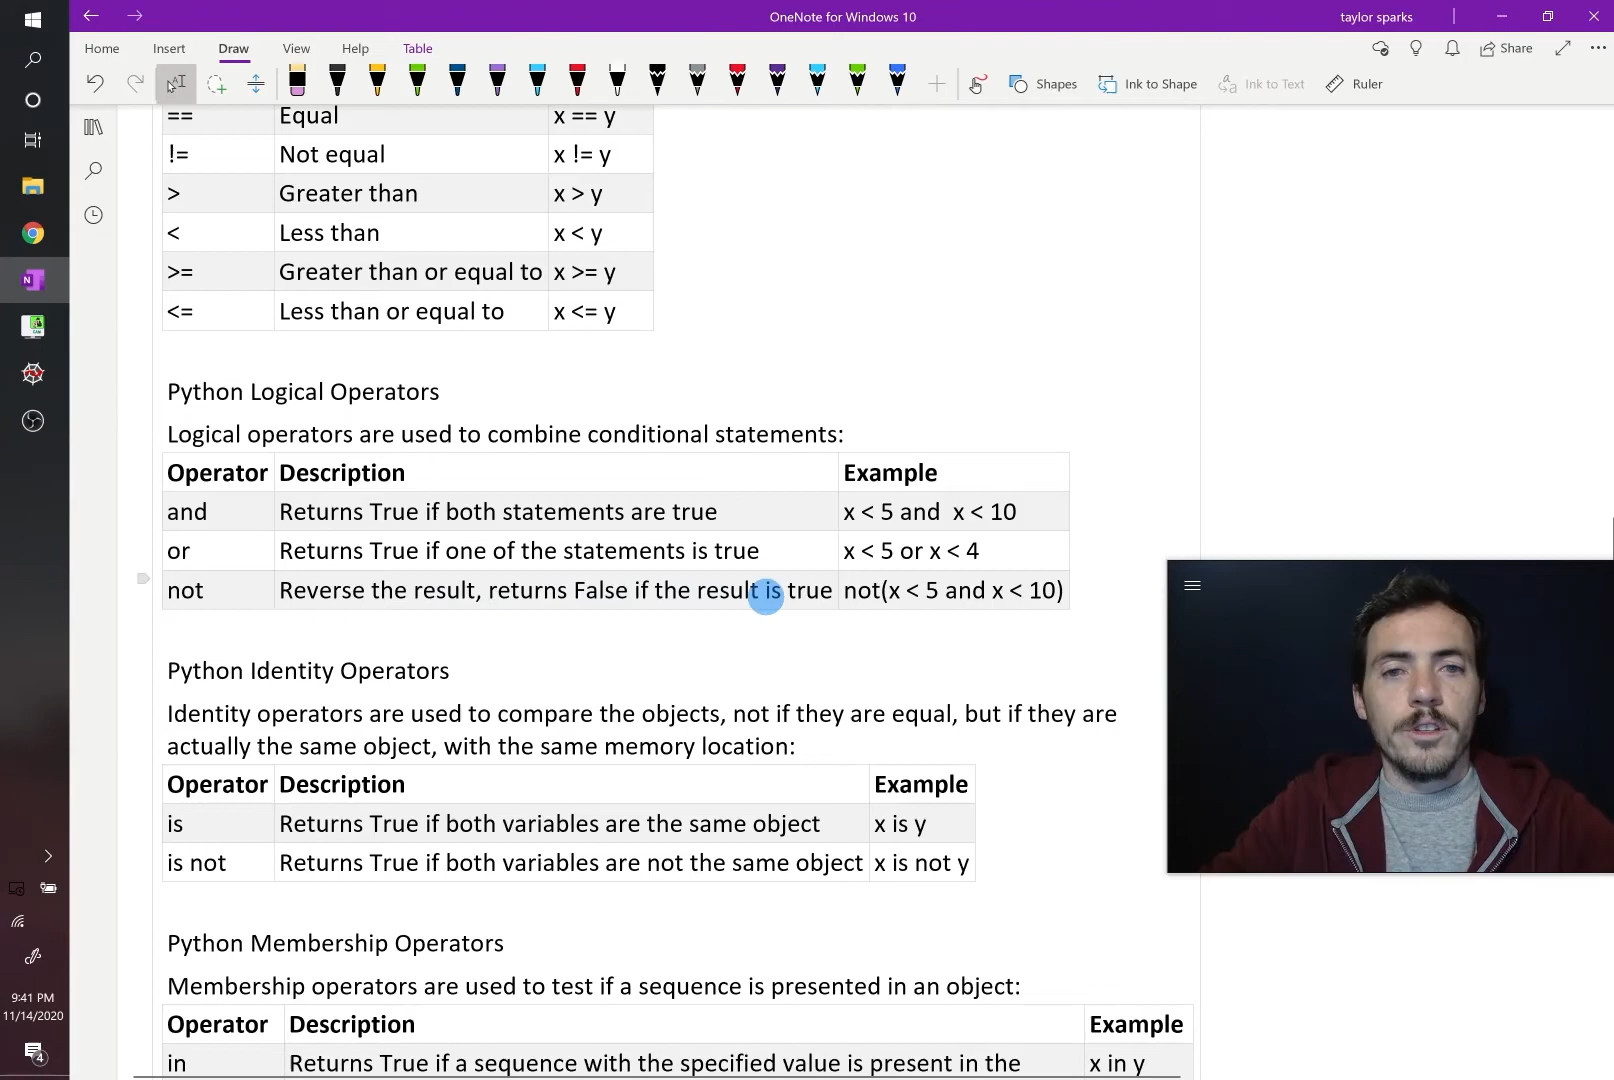 OneNote for Windows 10
taylor sparks
Home Insert Draw View Help Table
Share
Shapes Ink to Shape Ink to Text Ruler
== Equal x == y
!= Not equal x != y
> Greater than x > y
< Less than x < y
>= Greater than or equal to x >= y
<= Less than or equal to x <= y
Python Logical Operators
Logical operators are used to combine conditional statements:
Operator Description Example
and Returns True if both statements are true x < 5 and  x < 10
or Returns True if one of the statements is true x < 5 or x < 4
not Reverse the result, returns False if the result is true not(x < 5 and x < 10)
Python Identity Operators
Identity operators are used to compare the objects, not if they are equal, but if they are
actually the same object, with the same memory location:
Operator Description Example
is Returns True if both variables are the same object x is y
is not Returns True if both variables are not the same object x is not y
Python Membership Operators
Membership operators are used to test if a sequence is presented in an object:
Operator Description Example
in Returns True if a sequence with the specified value is present in the x in y
9:41 PM
11/14/2020
4